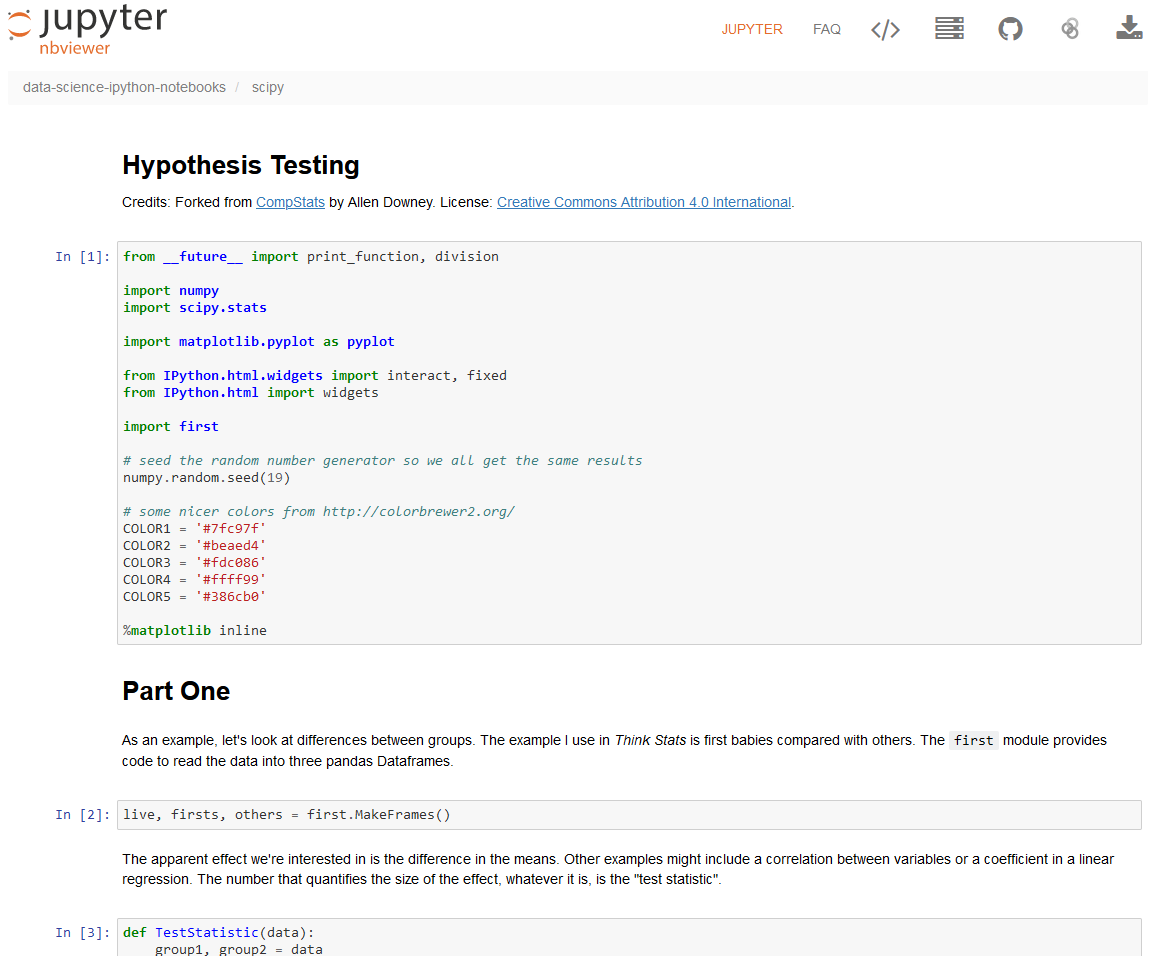 jupyter
nbviewer
JUPYTER FAQ </>
data-science-ipython-notebooks / scipy
Hypothesis Testing
Credits: Forked from CompStats by Allen Downey. License: Creative Commons Attribution 4.0 International.
In [1]: from __future__ import print_function, division
import numpy
import scipy.stats
import matplotlib.pyplot as pyplot
from IPython.html.widgets import interact, fixed
from IPython.html import widgets
import first
# seed the random number generator so we all get the same results
numpy.random.seed(19)
# some nicer colors from http://colorbrewer2.org/
COLOR1 = '#7fc97f'
COLOR2 = '#beaed4'
COLOR3 = '#fdc086'
COLOR4 = '#ffff99'
COLOR5 = '#386cb0'
%matplotlib inline
Part One
As an example, let's look at differences between groups. The example I use in Think Stats is first babies compared with others. The first module provides
code to read the data into three pandas Dataframes.
In [2]: live, firsts, others = first.MakeFrames()
The apparent effect we're interested in is the difference in the means. Other examples might include a correlation between variables or a coefficient in a linear
regression. The number that quantifies the size of the effect, whatever it is, is the "test statistic".
In [3]: def TestStatistic(data):
group1, group2 = data